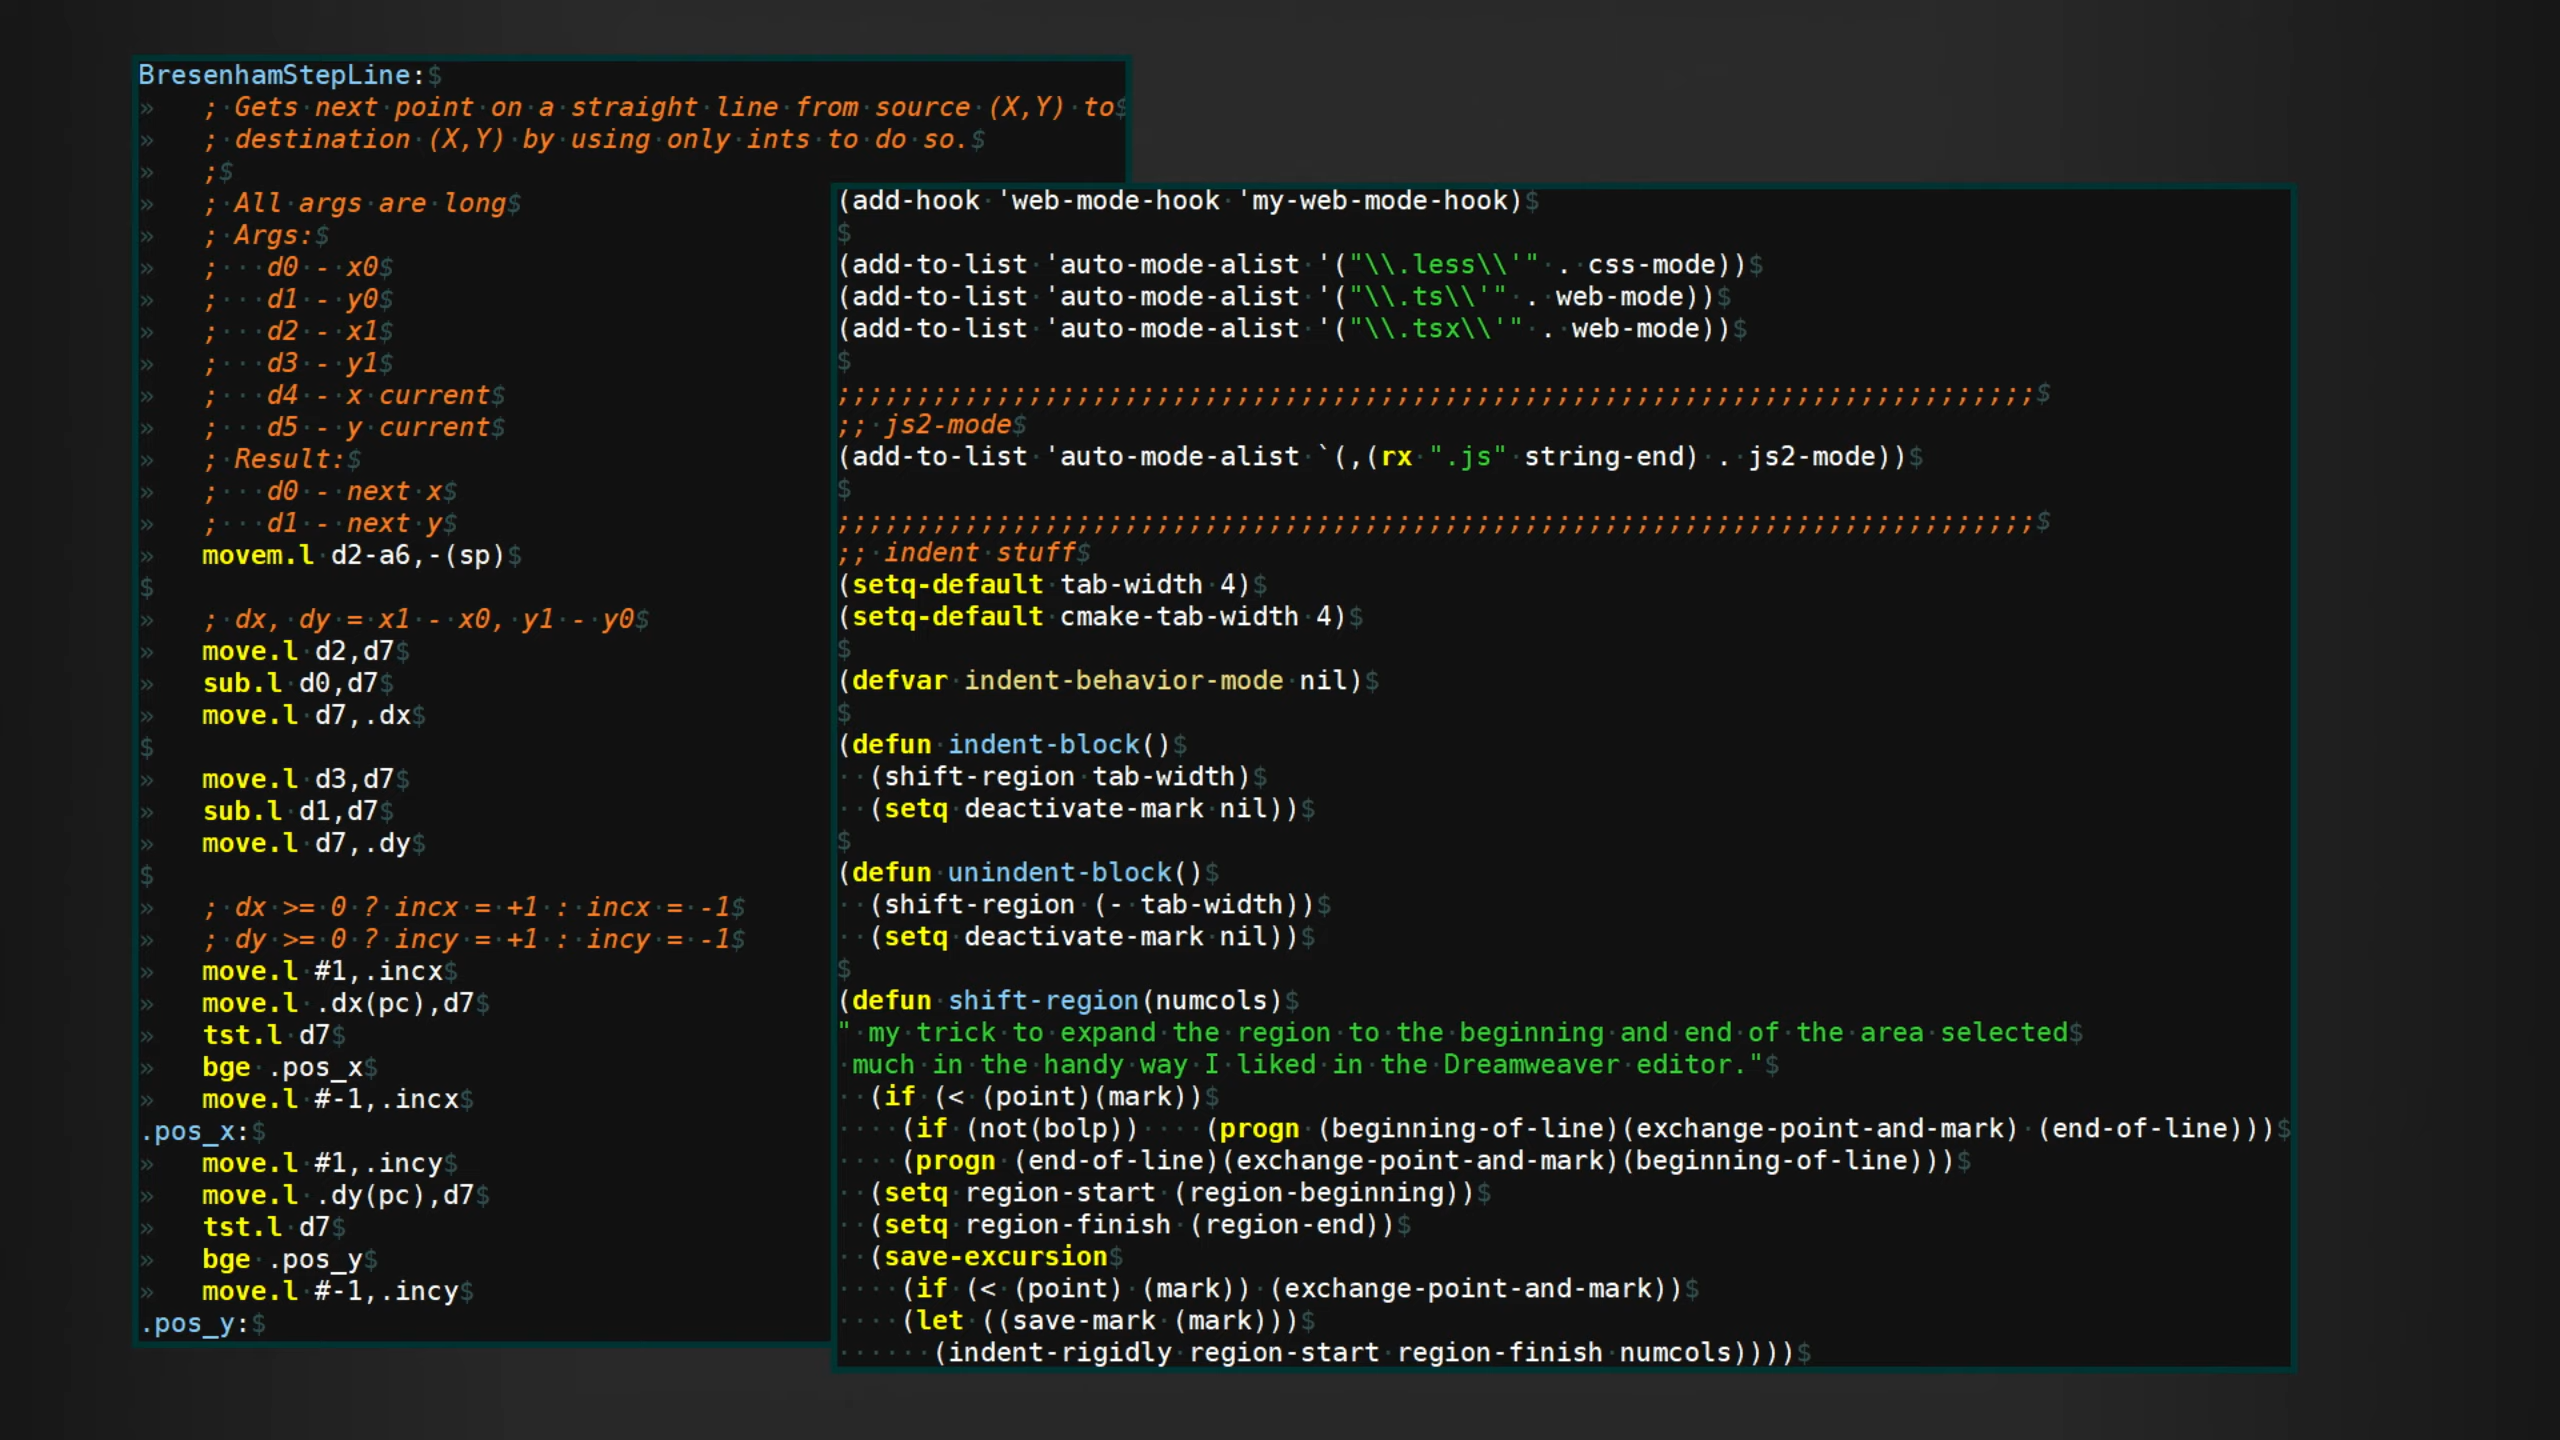 BresenhamStepLine:$
»   ; Gets next point on a straight line from source (X,Y) to$
»   ; destination (X,Y) by using only ints to do so.$
»   ;$
»   ; All args are long$
»   ; Args:$
»   ;   d0 - x0$
»   ;   d1 - y0$
»   ;   d2 - x1$
»   ;   d3 - y1$
»   ;   d4 - x current$
»   ;   d5 - y current$
»   ; Result:$
»   ;   d0 - next x$
»   ;   d1 - next y$
»   movem.l d2-a6,-(sp)$
$
»   ; dx, dy = x1 - x0, y1 - y0$
»   move.l d2,d7$
»   sub.l d0,d7$
»   move.l d7,.dx$
$
»   move.l d3,d7$
»   sub.l d1,d7$
»   move.l d7,.dy$
$
»   ; dx >= 0 ? incx = +1 : incx = -1$
»   ; dy >= 0 ? incy = +1 : incy = -1$
»   move.l #1,.incx$
»   move.l .dx(pc),d7$
»   tst.l d7$
»   bge .pos_x$
»   move.l #-1,.incx$
.pos_x:$
»   move.l #1,.incy$
»   move.l .dy(pc),d7$
»   tst.l d7$
»   bge .pos_y$
»   move.l #-1,.incy$
.pos_y:$
(add-hook 'web-mode-hook 'my-web-mode-hook)$
$
(add-to-list 'auto-mode-alist '("\\.less\\'" . css-mode))$
(add-to-list 'auto-mode-alist '("\\.ts\\'" . web-mode))$
(add-to-list 'auto-mode-alist '("\\.tsx\\'" . web-mode))$
$
;;;;;;;;;;;;;;;;;;;;;;;;;;;;;;;;;;;;;;;;;;;;;;;;;;;;;;;;;;;;;;;;;;;;;;;;;;;$
;; js2-mode$
(add-to-list 'auto-mode-alist `(,(rx ".js" string-end) . js2-mode))$
$
;;;;;;;;;;;;;;;;;;;;;;;;;;;;;;;;;;;;;;;;;;;;;;;;;;;;;;;;;;;;;;;;;;;;;;;;;;;$
;; indent stuff$
(setq-default tab-width 4)$
(setq-default cmake-tab-width 4)$
$
(defvar indent-behavior-mode nil)$
$
(defun indent-block()$
  (shift-region tab-width)$
  (setq deactivate-mark nil))$
$
(defun unindent-block()$
  (shift-region (- tab-width))$
  (setq deactivate-mark nil))$
$
(defun shift-region(numcols)$
" my trick to expand the region to the beginning and end of the area selected$
 much in the handy way I liked in the Dreamweaver editor."$
  (if (< (point)(mark))$
    (if (not(bolp))    (progn (beginning-of-line)(exchange-point-and-mark) (end-of-line)))$
    (progn (end-of-line)(exchange-point-and-mark)(beginning-of-line)))$
  (setq region-start (region-beginning))$
  (setq region-finish (region-end))$
  (save-excursion$
    (if (< (point) (mark)) (exchange-point-and-mark))$
    (let ((save-mark (mark)))$
      (indent-rigidly region-start region-finish numcols))))$